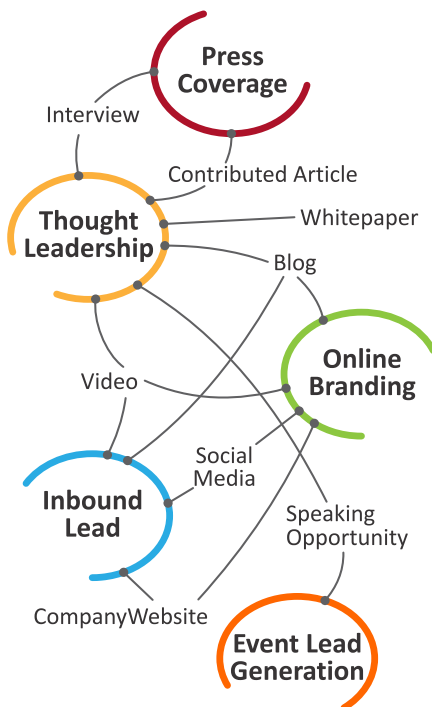 Press
Coverage
Interview
Contributed Article
Thought
Leadership
Whitepaper
Blog
Online
Branding
Video
Social
Media
Inbound
Lead
Speaking
Opportunity
CompanyWebsite
Event Lead
Generation